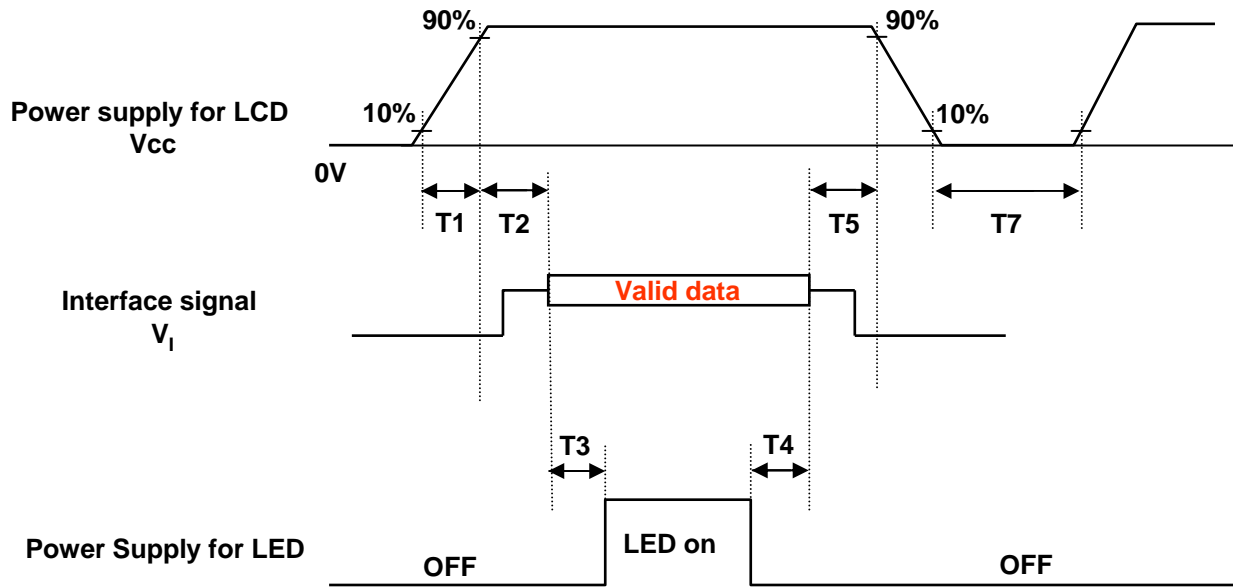 90%
90%
Power supply for LCD
Vcc
10%
10%
0V
T1
T2
T5
T7
Interface signal
VI
Valid data
T3
T4
Power Supply for LED
OFF
LED on
OFF